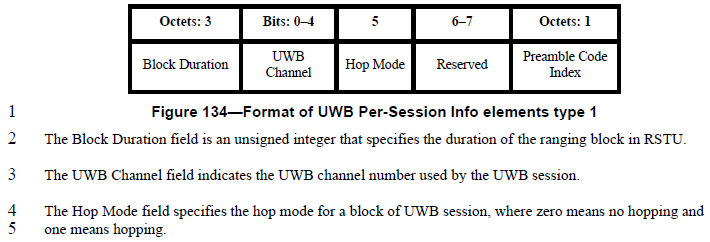 Octets: 3 Bits: 0–4 5 6–7 Octets: 1
Block Duration UWB Channel Hop Mode Reserved Preamble Code Index
1 Figure 134—Format of UWB Per-Session Info elements type 1
2 The Block Duration field is an unsigned integer that specifies the duration of the ranging block in RSTU.
3 The UWB Channel field indicates the UWB channel number used by the UWB session.
4 The Hop Mode field specifies the hop mode for a block of UWB session, where zero means no hopping and
5 one means hopping.